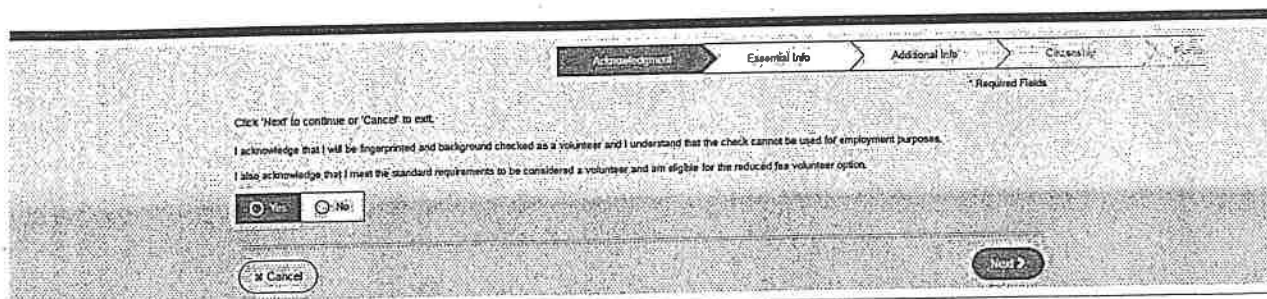 Acknowledgment
Essential Info
Additional Info
Citizenship
* Required Fields
Click 'Next' to continue or 'Cancel' to exit.
I acknowledge that I will be fingerprinted and background checked as a volunteer and I understand that the check cannot be used for employment purposes.
I also acknowledge that I meet the standard requirements to be considered a volunteer and am eligible for the reduced fee volunteer option.
Yes No
× Cancel
Next >